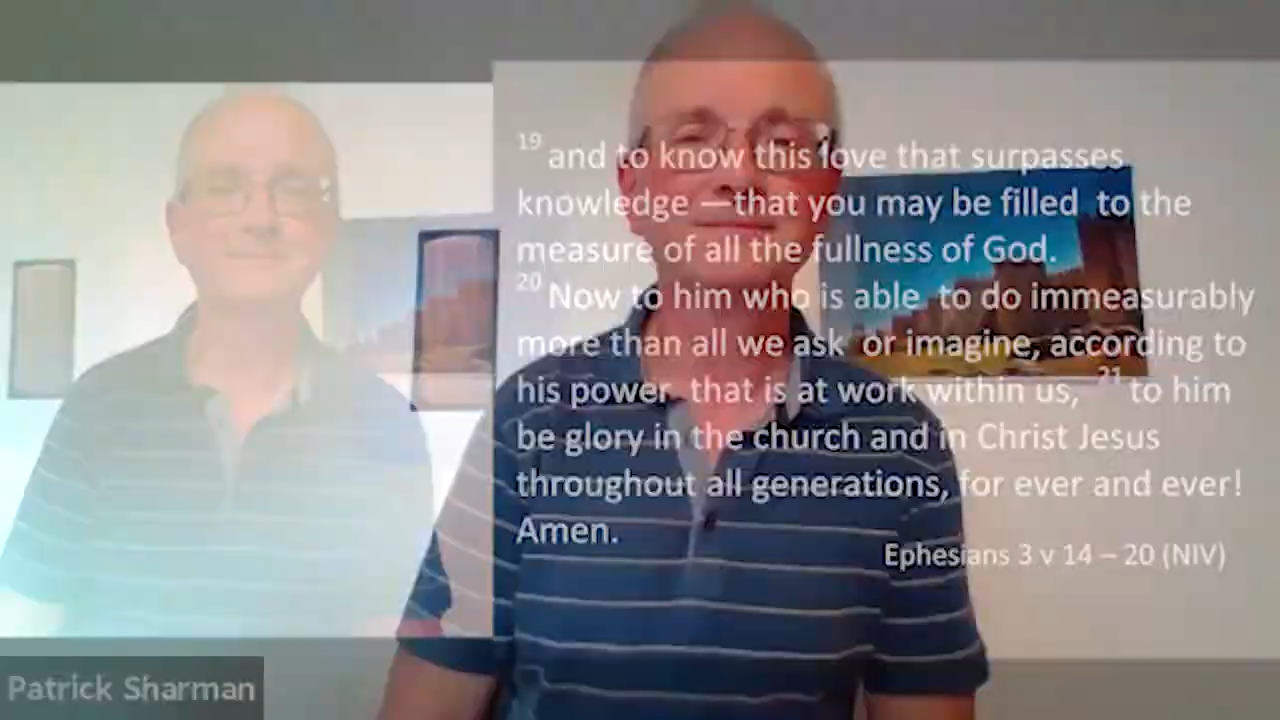 19 and to know this love that surpasses
knowledge —that you may be filled to the
measure of all the fullness of God.
20 Now to him who is able to do immeasurably
more than all we ask or imagine, according to
his power that is at work within us, 21 to him
be glory in the church and in Christ Jesus
throughout all generations, for ever and ever!
Amen.
Ephesians 3 v 14 – 20 (NIV)
Patrick Sharman